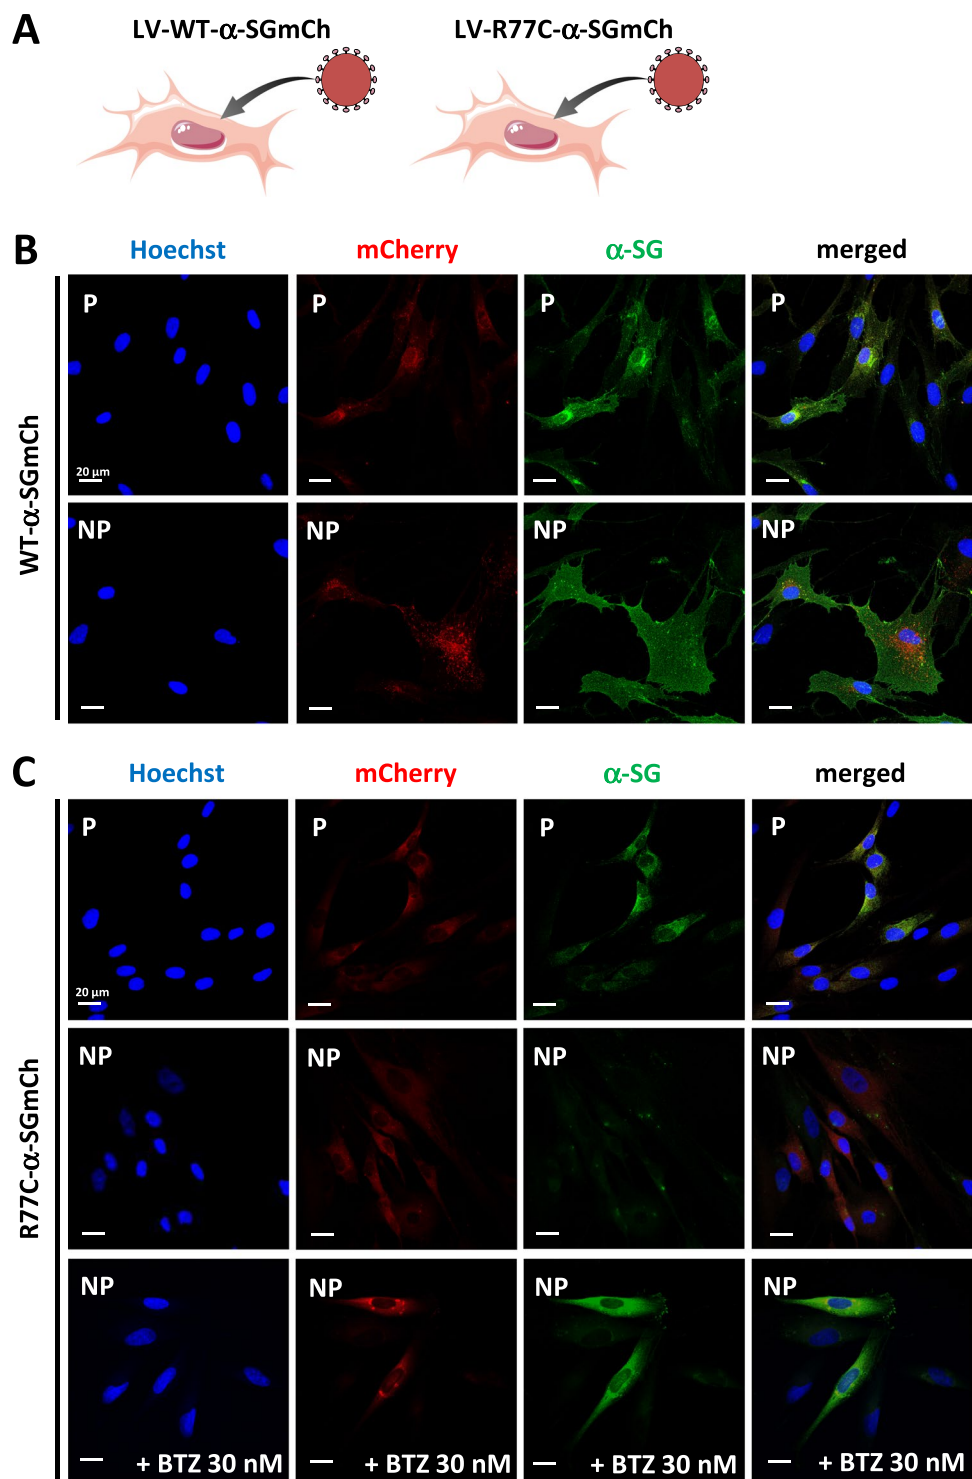 A
LV-WT-α-SGmCh LV-R77C-α-SGmCh
B
Hoechst mCherry α-SG merged
WT-α-SGmCh
P P P P
20 µm
NP NP NP NP
C
Hoechst mCherry α-SG merged
R77C-α-SGmCh
P P P P
20 µm
NP NP NP NP
NP NP NP NP
+ BTZ 30 nM + BTZ 30 nM + BTZ 30 nM + BTZ 30 nM